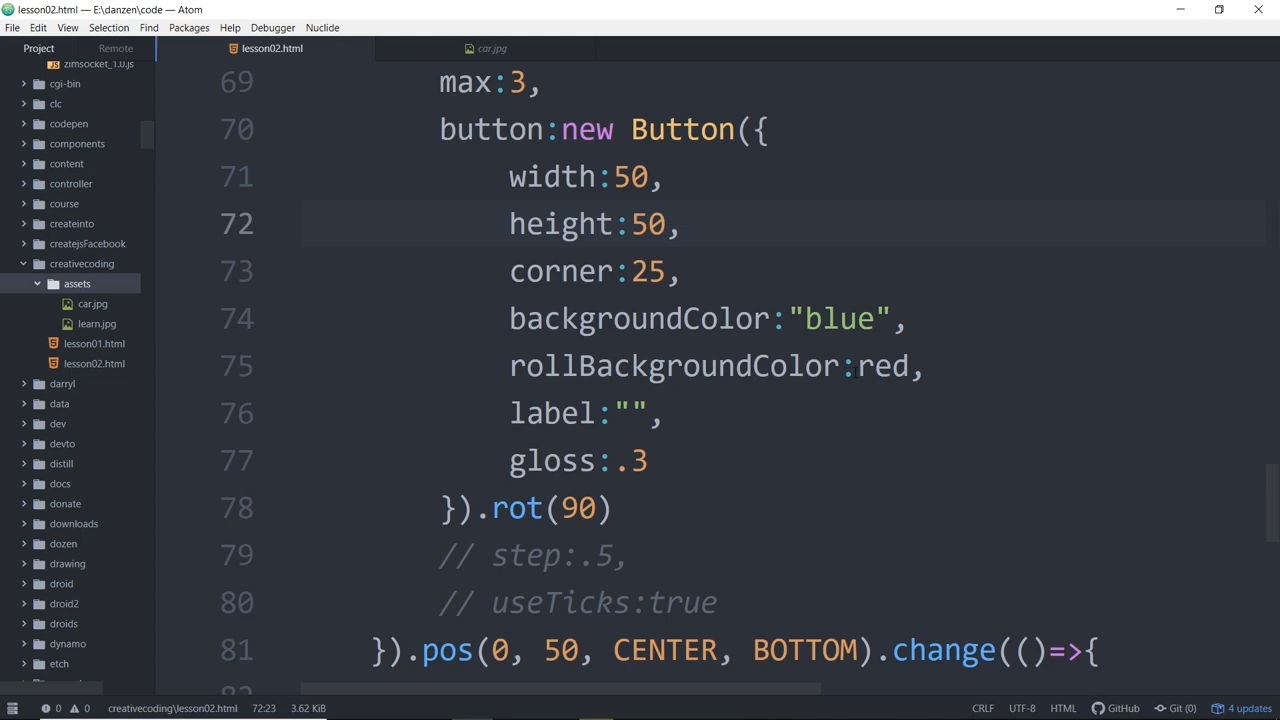 lesson02.html — E:\danzen\code — Atom
File Edit View Selection Find Packages Help Debugger Nuclide
Project Remote
lesson02.html car.jpg
zimsocket_1.0.js
cgi-bin
clc
codepen
components
content
controller
course
createinto
createjsFacebook
creativecoding
assets
car.jpg
learn.jpg
lesson01.html
lesson02.html
darryl
data
dev
devto
distill
docs
donate
downloads
dozen
drawing
droid
droid2
droids
dynamo
etch
69 max:3,
70 button:new Button({
71 width:50,
72 height:50,
73 corner:25,
74 backgroundColor:"blue",
75 rollBackgroundColor:red,
76 label:"",
77 gloss:.3
78 }).rot(90)
79 // step:.5,
80 // useTicks:true
81 }).pos(0, 50, CENTER, BOTTOM).change(()=>{
0 0 creativecoding\lesson02.html 72:23 3.62 KiB CRLF UTF-8 HTML GitHub Git (0) 4 updates